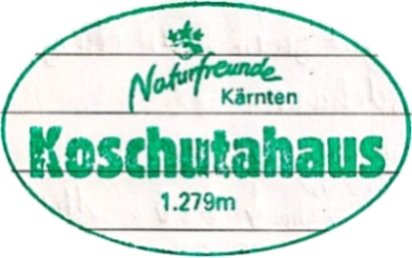 Naturfreunde
Kärnten
Koschutahaus
1.279m